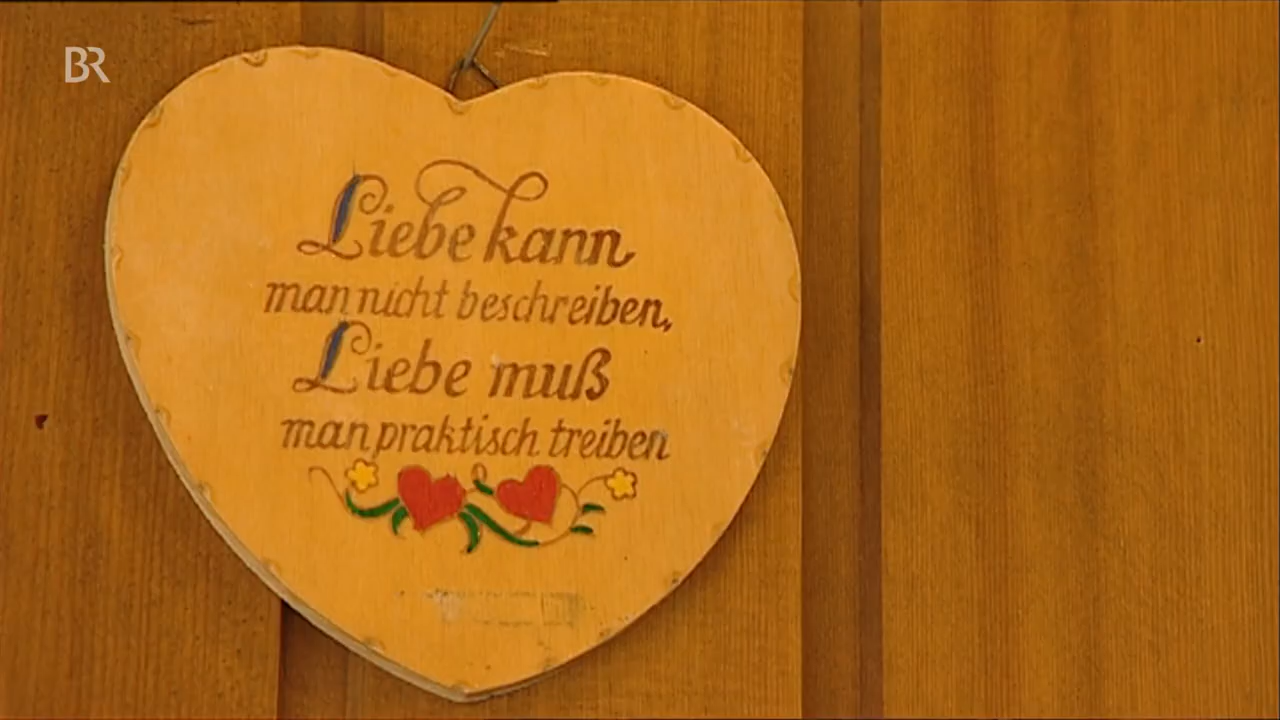 BR
Liebe kann
man nicht beschreiben,
Liebe muß
man praktisch treiben